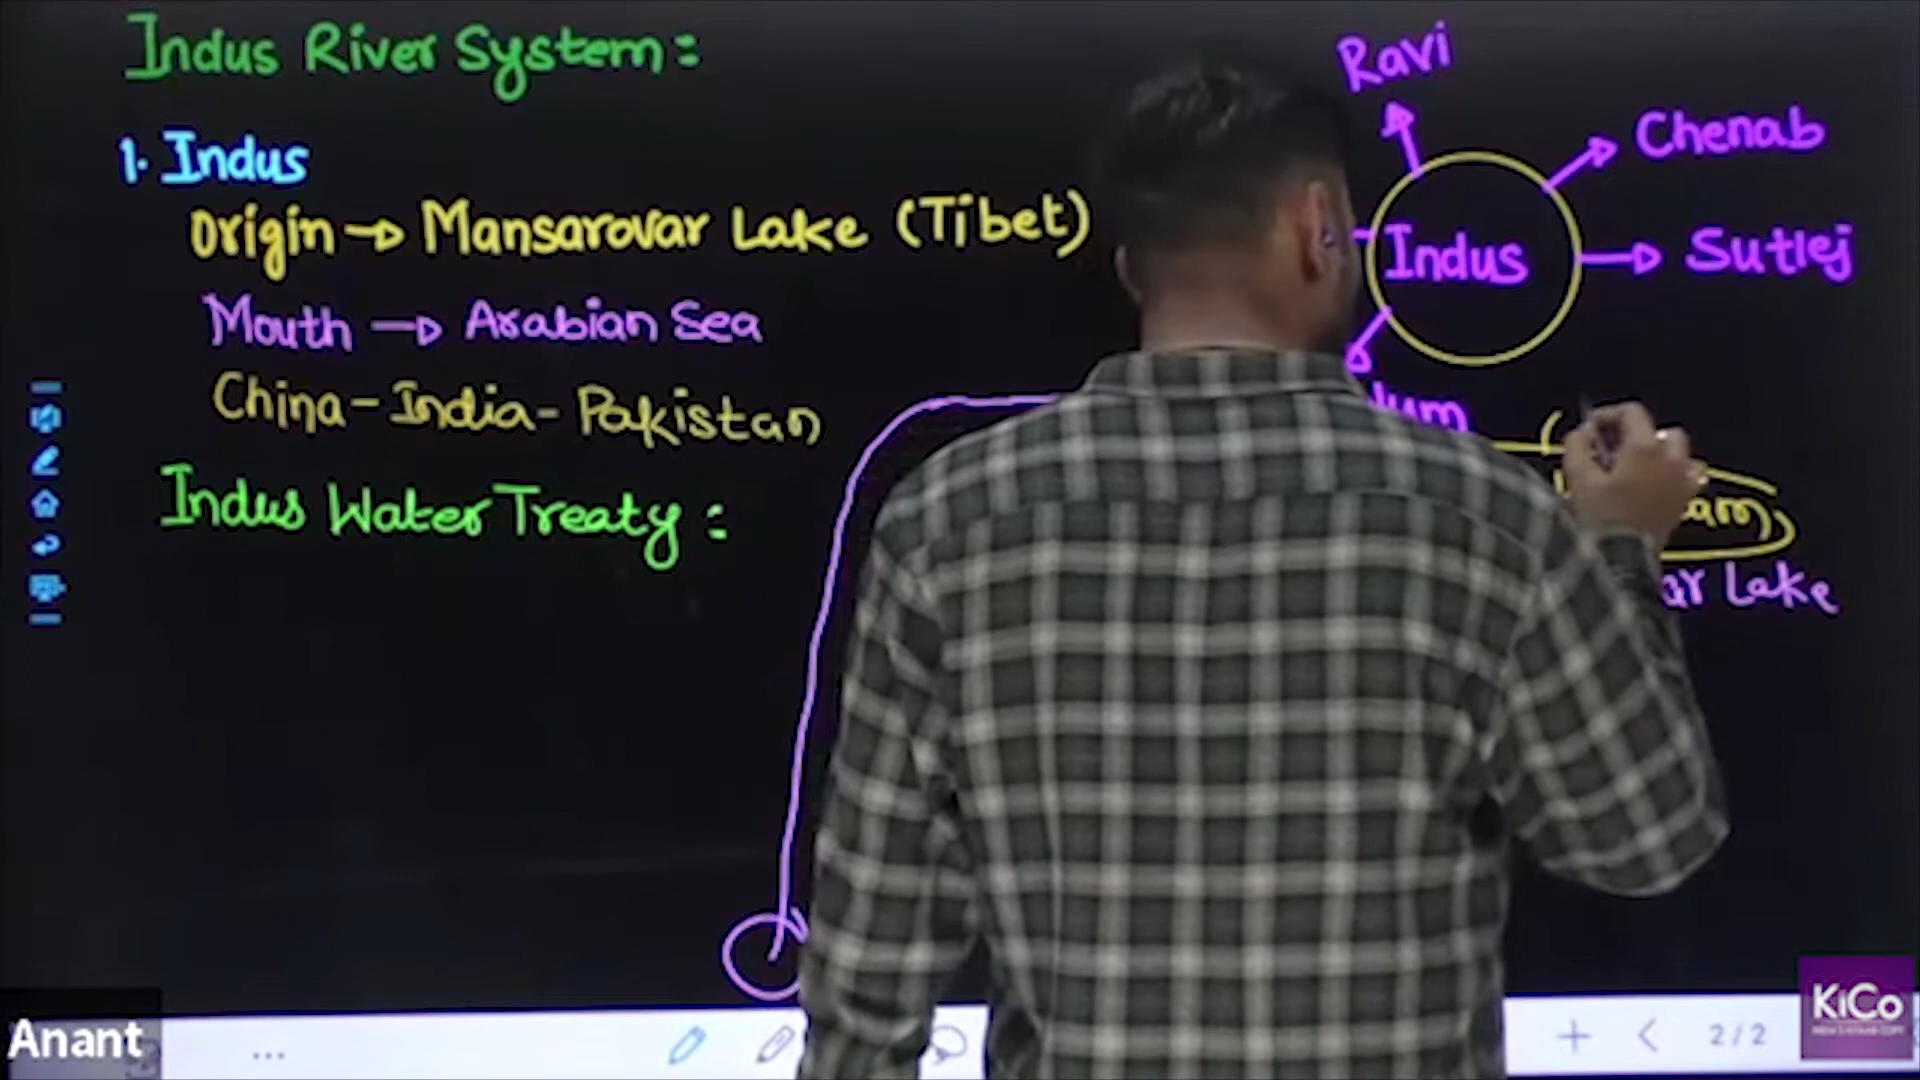 Indus River System:
1. Indus
Origin → Mansarovar Lake (Tibet)
Mouth → Arabian Sea
China-India-Pakistan
Indus Water Treaty:
Ravi
Chenab
Indus
Sutlej
Lake
Anant
2/2
KiCo